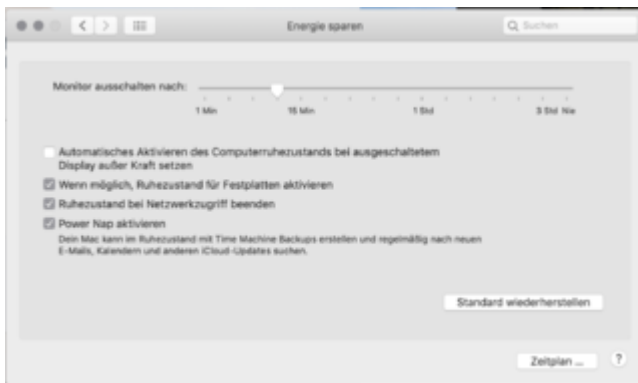 Energie sparen
Suchen
Monitor ausschalten nach:
1 Min 15 Min 1 Std 3 Std Nie
Automatisches Aktivieren des Computerruhezustands bei ausgeschaltetem
Display außer Kraft setzen
Wenn möglich, Ruhezustand für Festplatten aktivieren
Ruhezustand bei Netzwerkzugriff beenden
Power Nap aktivieren
Dein Mac kann im Ruhezustand mit Time Machine Backups erstellen und regelmäßig nach neuen
E-Mails, Kalendern und anderen iCloud-Updates suchen.
Standard wiederherstellen
Zeitplan ...
?